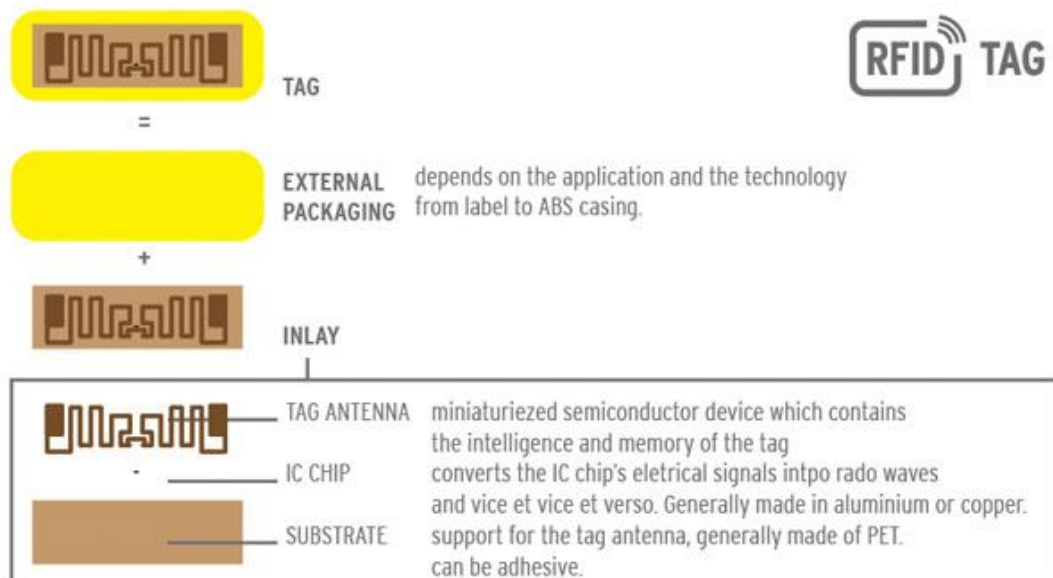 RFID TAG
TAG
=
EXTERNAL PACKAGING
depends on the application and the technology
from label to ABS casing.
+
INLAY
TAG ANTENNA
miniaturiezed semiconductor device which contains
the intelligence and memory of the tag
IC CHIP
converts the IC chip's eletrical signals intpo rado waves
and vice et vice et verso. Generally made in aluminium or copper.
SUBSTRATE
support for the tag antenna, generally made of PET.
can be adhesive.